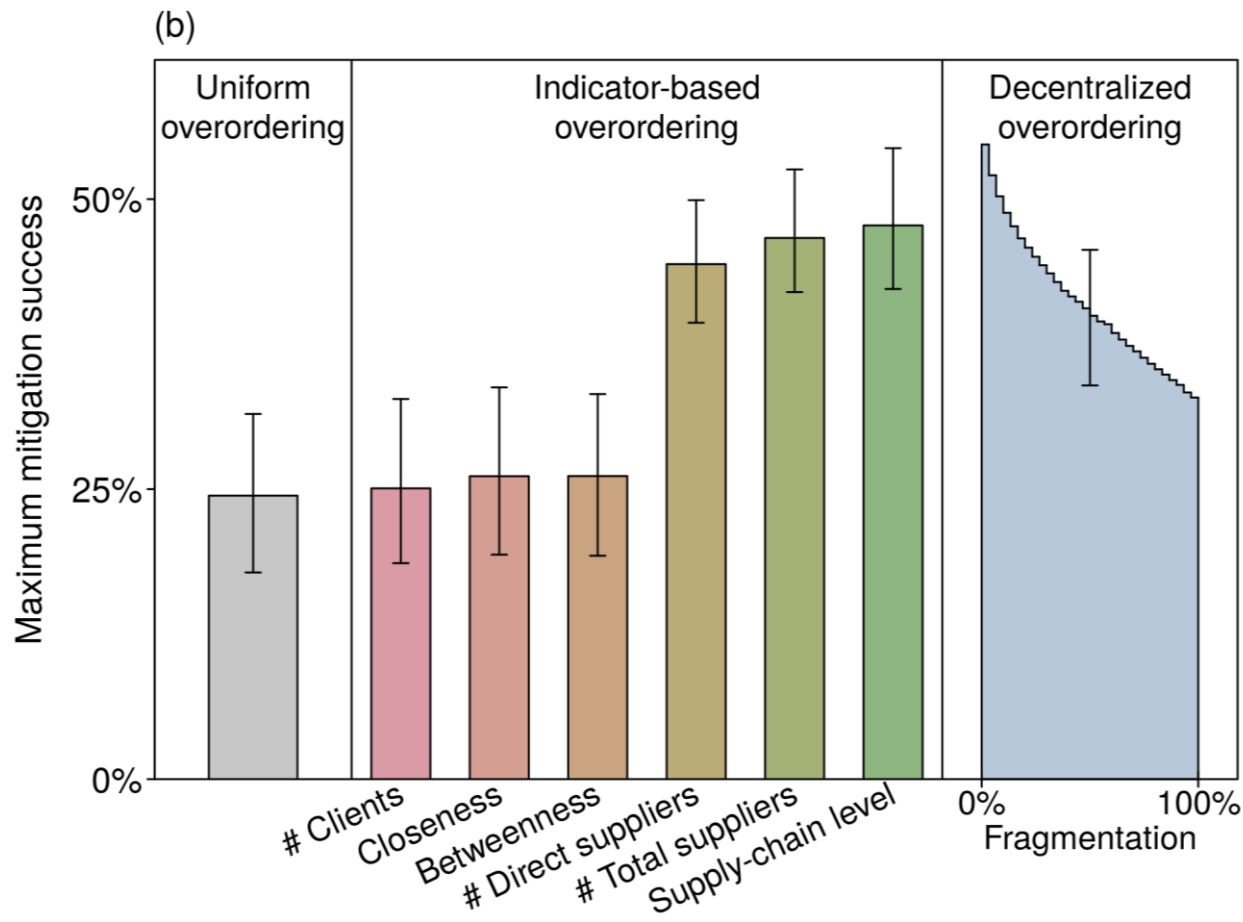 (b)
Uniform
overordering
Indicator-based
overordering
Decentralized
overordering
Maximum mitigation success
50%
25%
0%
# Clients
Closeness
Betweenness
# Direct suppliers
# Total suppliers
Supply-chain level
0%
100%
Fragmentation